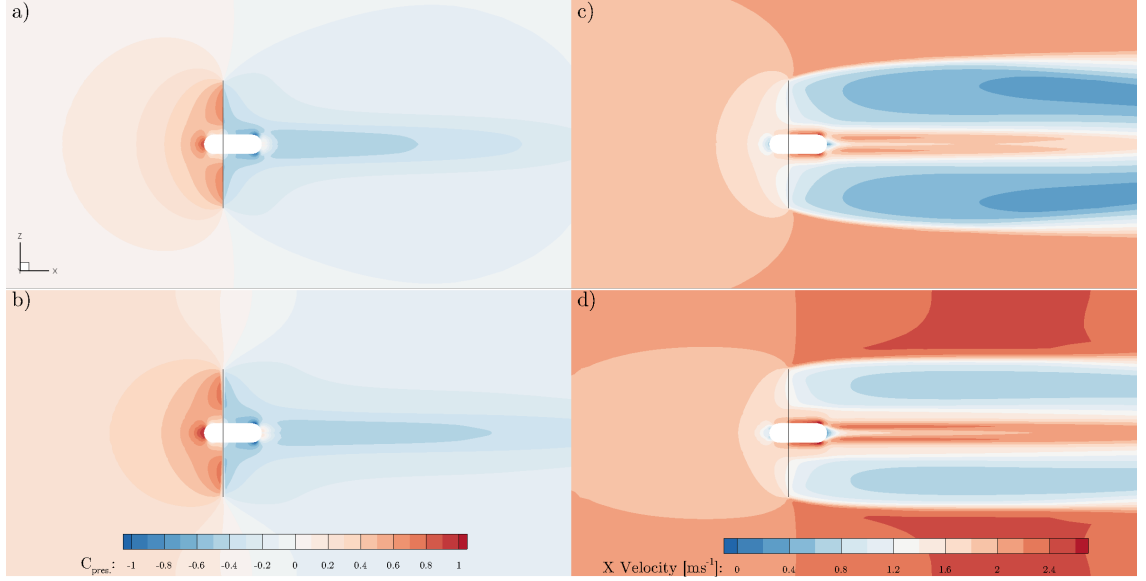 a)
c)
Z
Y
X
b)
d)
C_pres.: -1 -0.8 -0.6 -0.4 -0.2 0 0.2 0.4 0.6 0.8 1
X Velocity [ms⁻¹] 0 0.4 0.8 1.2 1.6 2 2.4